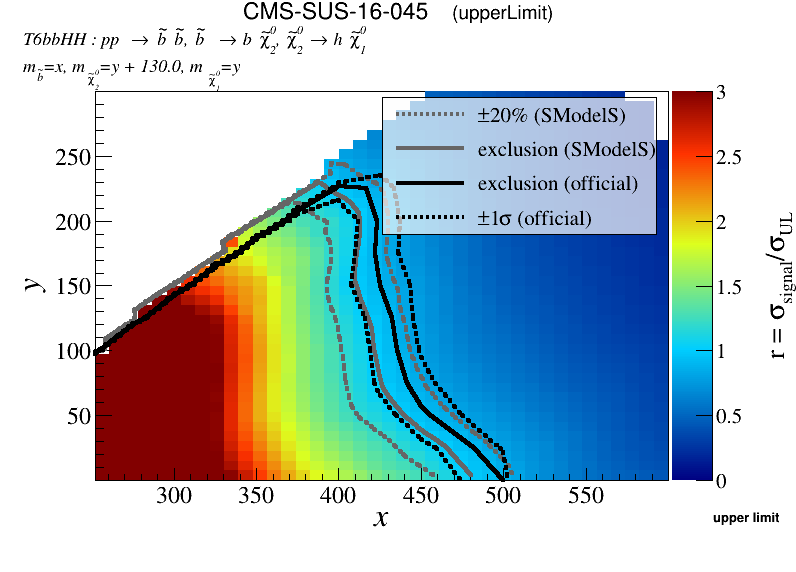 CMS-SUS-16-045 (upperLimit)
T6bbHH : pp → b̃ b̃, b̃ → b χ̃⁰₂, χ̃⁰₂ → h χ̃⁰₁
m_b̃=x, m_χ̃⁰₂=y + 130.0, m_χ̃⁰₁=y
±20% (SModelS)
exclusion (SModelS)
exclusion (official)
±1σ (official)
250
200
150
100
50
y
300 350 400 450 500 550
x
3
2.5
2
1.5
1
0.5
0
r = σ_signal/σ_UL
upper limit